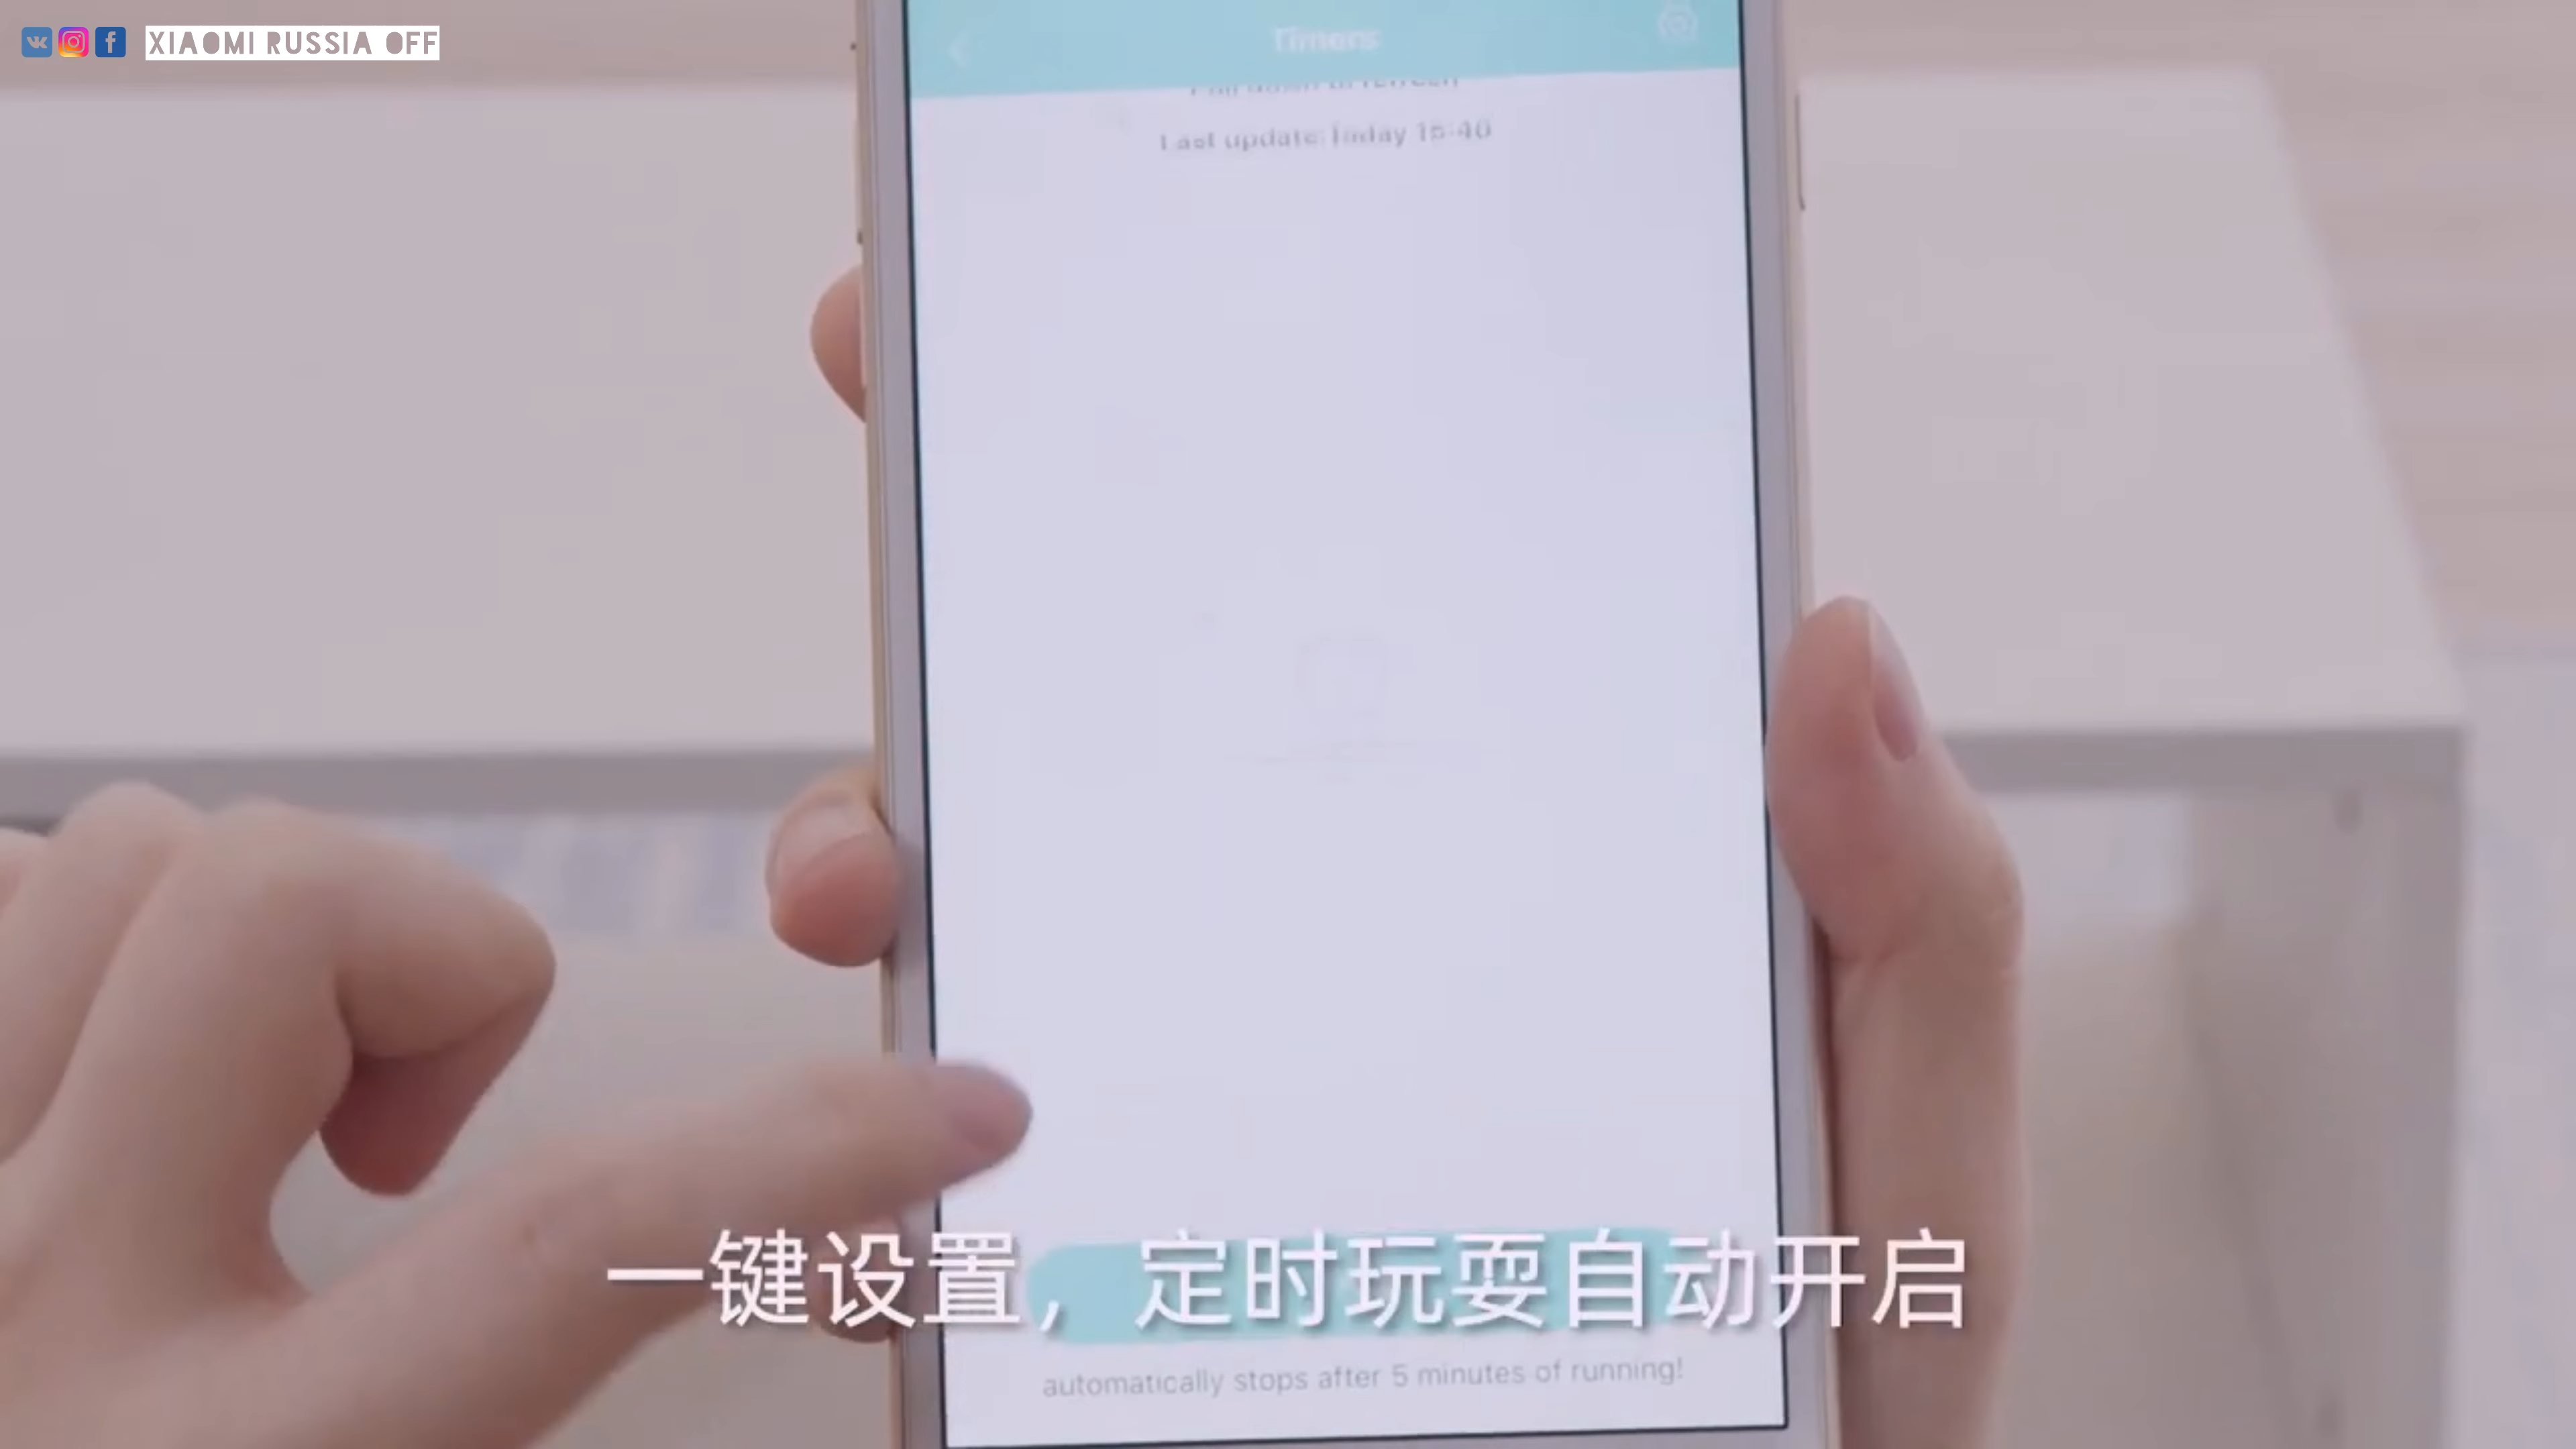 XIAOMI RUSSIA OFF
Timers
Last update: Today 15:40
一键设置，定时玩耍自动开启
automatically stops after 5 minutes of running!